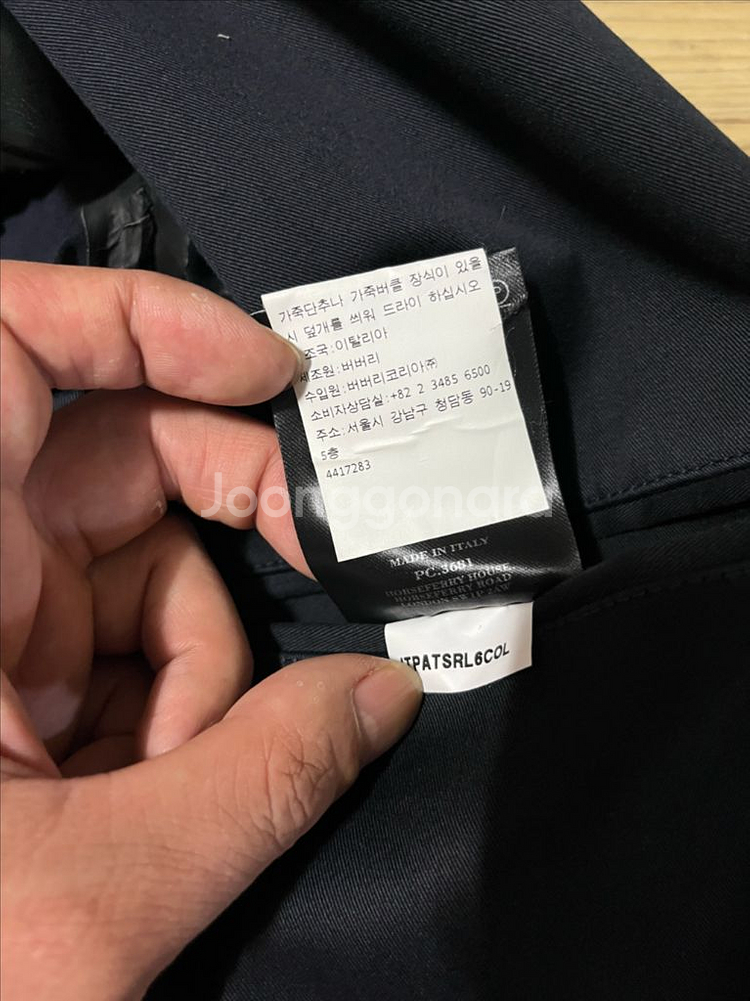 가죽단추나 가죽버클 장식이 있을
시 덮개를 씌워 드라이 하십시오
조국:이탈리아
제조원:버버리
수입원:버버리코리아㈜
소비자상담실:+82 2 3485 6500
주소:서울시 강남구 청담동 90-19
5층
4417283
Joonggonara
MADE IN ITALY
PC.3681
HORSEFERRY HOUSE
HORSEFERRY ROAD
LONDON SW1P 2AW
TPATSRL6COL